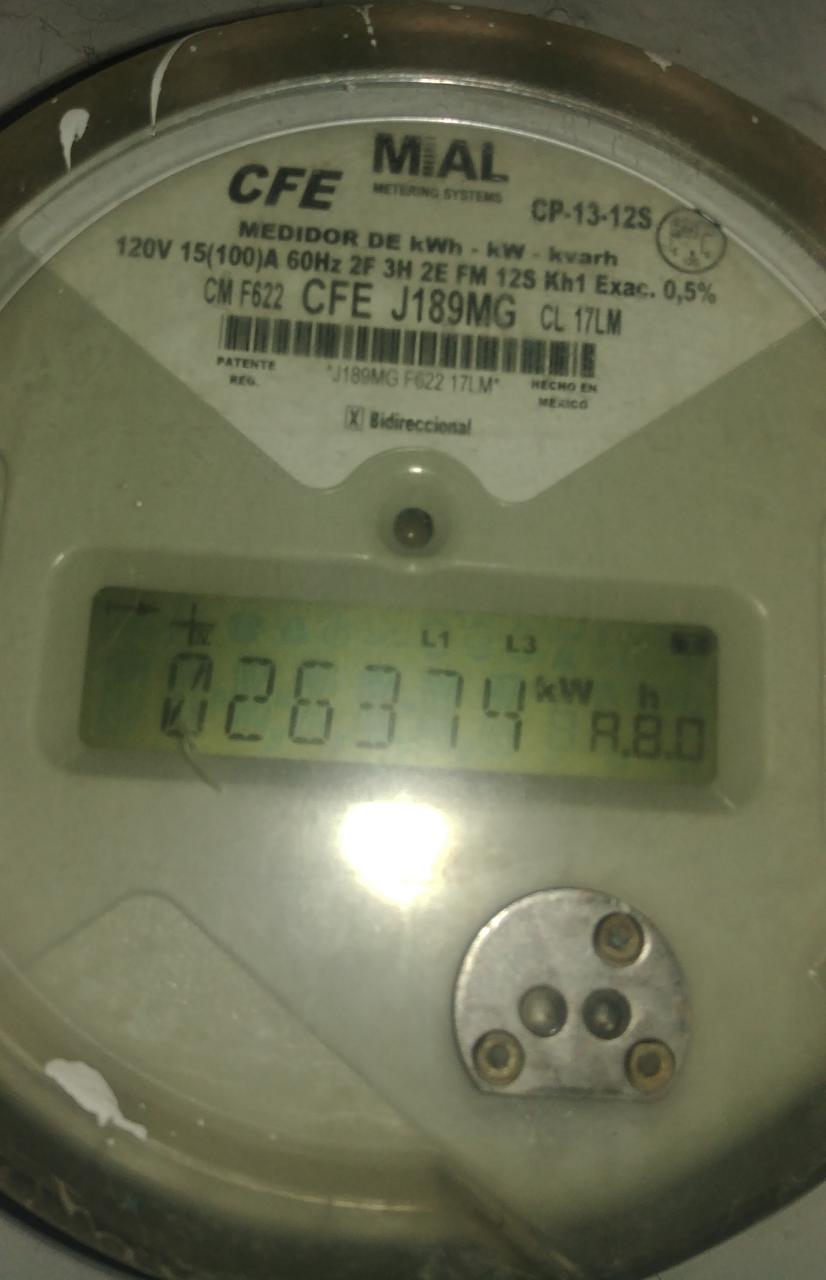 MIAL
METERING SYSTEMS
CFE
CP-13-12S
MEDIDOR DE kWh - kW - kvarh
120V 15(100)A 60Hz 2F 3H 2E FM 12S Kh1 Exac. 0,5%
CM F622 CFE J189MG CL 17LM
PATENTE REG.
*J189MG F622 17LM*
HECHO EN MÉXICO
X Bidireccional
L1 L3
026374 kW h
A.8.0